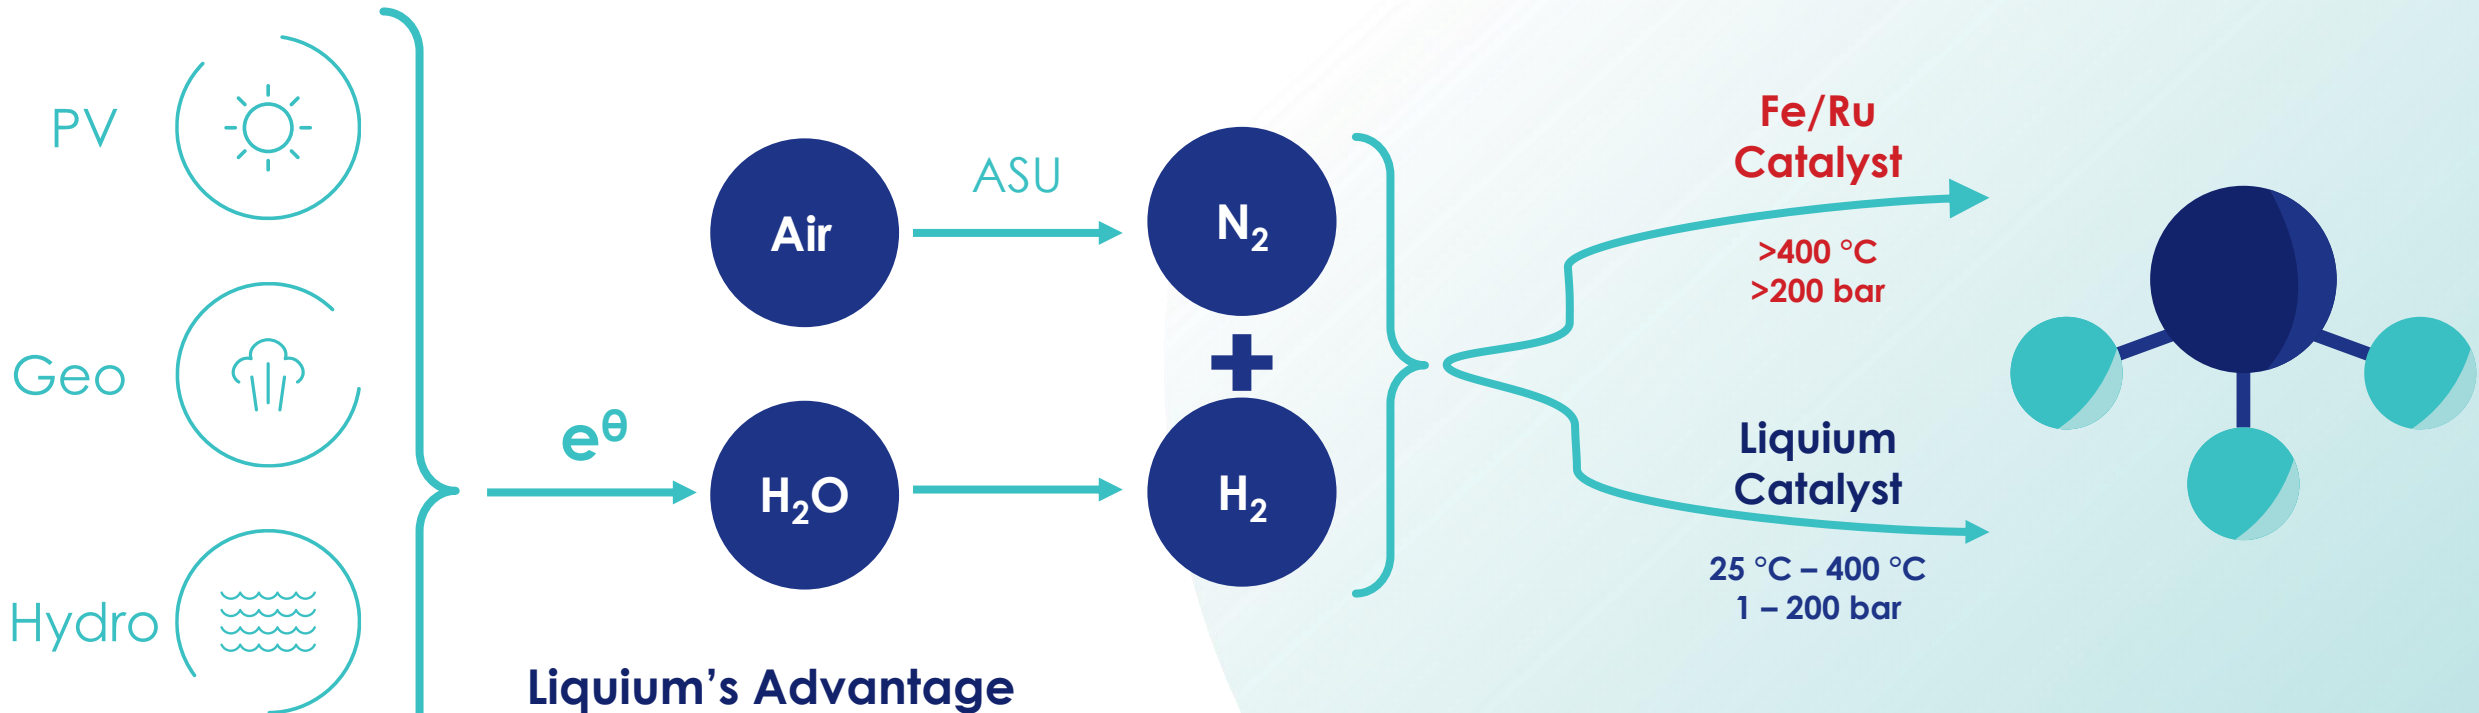 PV
Geo
Hydro
e^θ
Air
ASU
N₂
H₂O
H₂
Fe/Ru
Catalyst
>400 °C
>200 bar
Liquium
Catalyst
25 °C – 400 °C
1 – 200 bar
Liquium’s Advantage